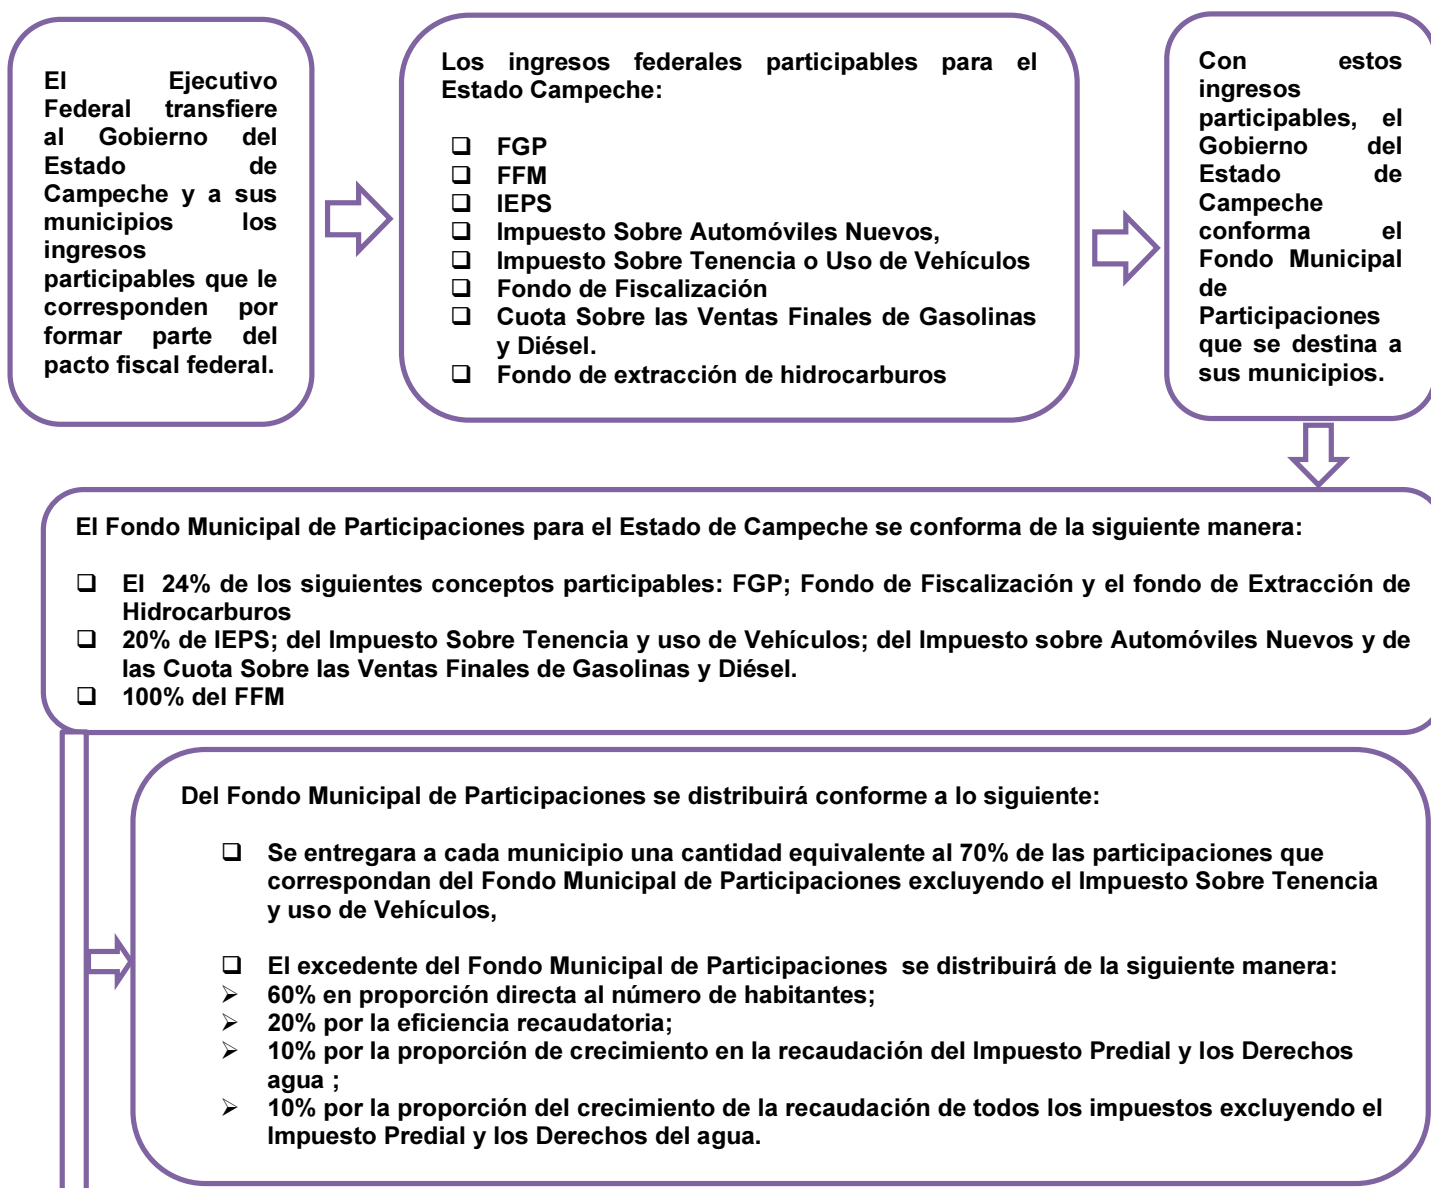 El Ejecutivo
Federal transfiere
al Gobierno del
Estado de
Campeche y a sus
municipios los
ingresos
participables que le
corresponden por
formar parte del
pacto fiscal federal.
Los ingresos federales participables para el
Estado Campeche:
❑ FGP
❑ FFM
❑ IEPS
❑ Impuesto Sobre Automóviles Nuevos,
❑ Impuesto Sobre Tenencia o Uso de Vehículos
❑ Fondo de Fiscalización
❑ Cuota Sobre las Ventas Finales de Gasolinas
y Diésel.
❑ Fondo de extracción de hidrocarburos
Con estos
ingresos
participables, el
Gobierno del
Estado de
Campeche
conforma el
Fondo Municipal
de
Participaciones
que se destina a
sus municipios.
El Fondo Municipal de Participaciones para el Estado de Campeche se conforma de la siguiente manera:
❑ El 24% de los siguientes conceptos participables: FGP; Fondo de Fiscalización y el fondo de Extracción de
Hidrocarburos
❑ 20% de IEPS; del Impuesto Sobre Tenencia y uso de Vehículos; del Impuesto sobre Automóviles Nuevos y de
las Cuota Sobre las Ventas Finales de Gasolinas y Diésel.
❑ 100% del FFM
Del Fondo Municipal de Participaciones se distribuirá conforme a lo siguiente:
❑ Se entregara a cada municipio una cantidad equivalente al 70% de las participaciones que
correspondan del Fondo Municipal de Participaciones excluyendo el Impuesto Sobre Tenencia
y uso de Vehículos,
❑ El excedente del Fondo Municipal de Participaciones se distribuirá de la siguiente manera:
➢ 60% en proporción directa al número de habitantes;
➢ 20% por la eficiencia recaudatoria;
➢ 10% por la proporción de crecimiento en la recaudación del Impuesto Predial y los Derechos
agua ;
➢ 10% por la proporción del crecimiento de la recaudación de todos los impuestos excluyendo el
Impuesto Predial y los Derechos del agua.